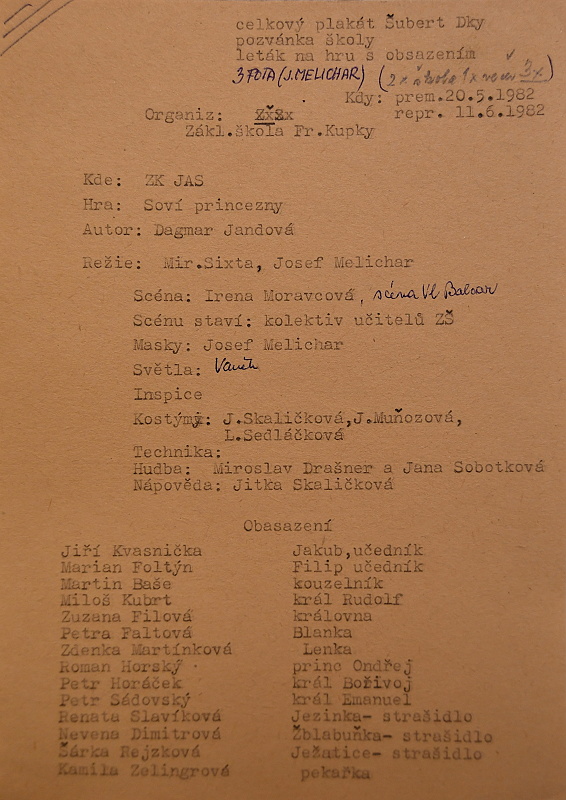 celkový plakát Šubert Dky
pozvánka školy
leták na hru s obsazením
3 FOTA (J. MELICHAR) (2x škola 1x 3x)
Kdy: prem.20.5.1982
Organiz: ZxSx repr. 11.6.1982
Zákl.škola Fr.Kupky
Kde: ZK JAS
Hra: Soví princezny
Autor: Dagmar Jandová
Režie: Mir.Sixta, Josef Melichar
Scéna: Irena Moravcová, scéna Vl Balcar
Scénu staví: kolektiv učitelů ZŠ
Masky: Josef Melichar
Světla:
Inspice
Kostýmy: J.Skaličková,J.Muňozová,
L.Sedláčková
Technika:
Hudba: Miroslav Drašner a Jana Sobotková
Nápověda: Jitka Skaličková
Obasazení
Jiří Kvasnička Jakub,učedník
Marian Foltýn Filip učedník
Martin Baše kouzelník
Miloš Kubrt král Rudolf
Zuzana Filová královna
Petra Faltová Blanka
Zdenka Martínková Lenka
Roman Horský princ Ondřej
Petr Horáček král Bořivoj
Petr Sádovský král Emanuel
Renata Slavíková Jezinka- strašidlo
Nevena Dimitrová Žblabuňka- strašidlo
Šárka Rejzková Ježatice- strašidlo
Kamila Zelingrová pekařka